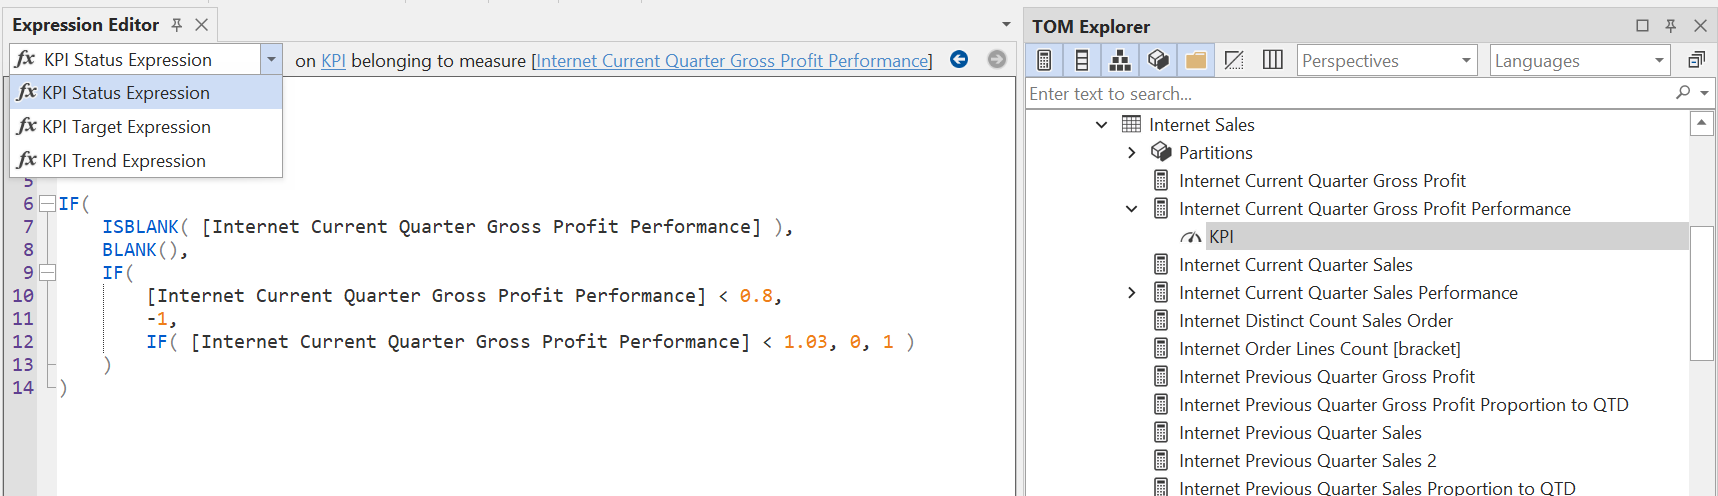 Expression Editor
fx KPI Status Expression
on KPI belonging to measure [Internet Current Quarter Gross Profit Performance]
fx KPI Status Expression
fx KPI Target Expression
fx KPI Trend Expression
5
6 IF(
7 ISBLANK( [Internet Current Quarter Gross Profit Performance] ),
8 BLANK(),
9 IF(
10 [Internet Current Quarter Gross Profit Performance] < 0.8,
11 -1,
12 IF( [Internet Current Quarter Gross Profit Performance] < 1.03, 0, 1 )
13 )
14 )
TOM Explorer
Perspectives
Languages
Enter text to search...
Internet Sales
Partitions
Internet Current Quarter Gross Profit
Internet Current Quarter Gross Profit Performance
KPI
Internet Current Quarter Sales
Internet Current Quarter Sales Performance
Internet Distinct Count Sales Order
Internet Order Lines Count [bracket]
Internet Previous Quarter Gross Profit
Internet Previous Quarter Gross Profit Proportion to QTD
Internet Previous Quarter Sales
Internet Previous Quarter Sales 2
Internet Previous Quarter Sales Proportion to QTD